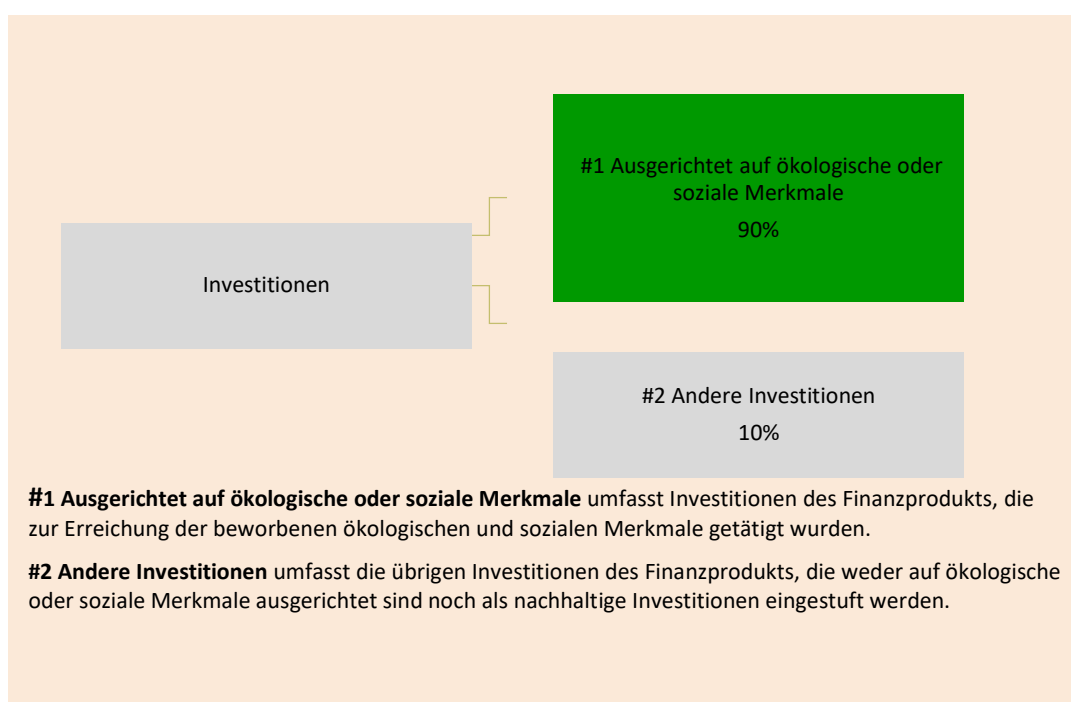 #1 Ausgerichtet auf ökologische oder
soziale Merkmale
90%
Investitionen
#2 Andere Investitionen
10%
#1 Ausgerichtet auf ökologische oder soziale Merkmale umfasst Investitionen des Finanzprodukts, die
zur Erreichung der beworbenen ökologischen und sozialen Merkmale getätigt wurden.
#2 Andere Investitionen umfasst die übrigen Investitionen des Finanzprodukts, die weder auf ökologische
oder soziale Merkmale ausgerichtet sind noch als nachhaltige Investitionen eingestuft werden.